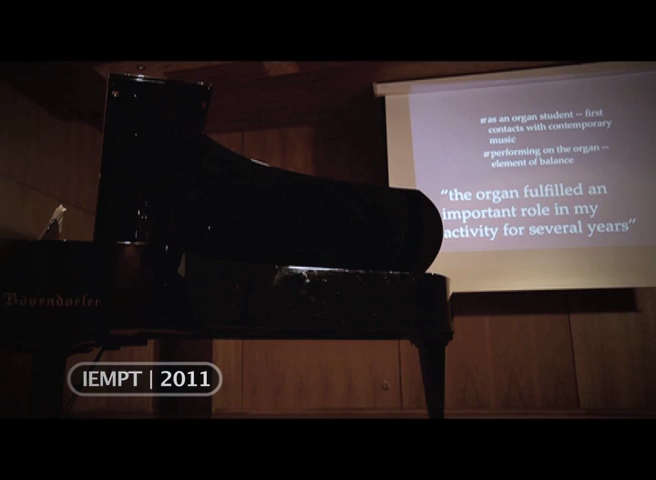 as an organ student -- first
contacts with contemporary
music
performing on the organ --
element of balance
"the organ fulfilled an
important role in my
activity for several years"
Bösendorfer
IEMPT | 2011